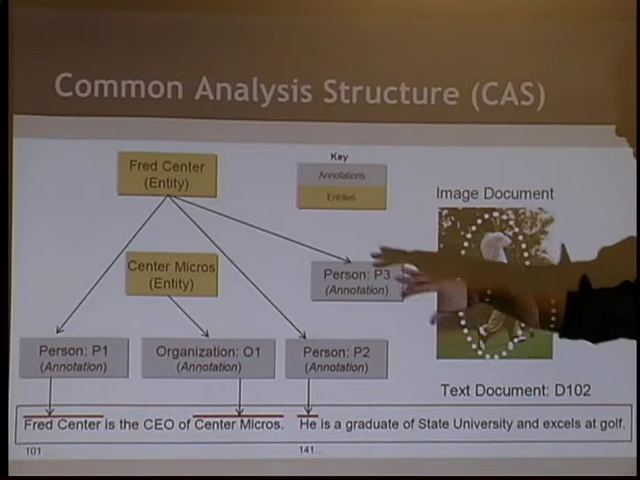 Common Analysis Structure (CAS)
Fred Center
(Entity)
Key
Annotations
Entities
Image Document
Center Micros
(Entity)
Person: P3
(Annotation)
Person: P1
(Annotation)
Organization: O1
(Annotation)
Person: P2
(Annotation)
Text Document: D102
Fred Center is the CEO of Center Micros. He is a graduate of State University and excels at golf.
101...
141...